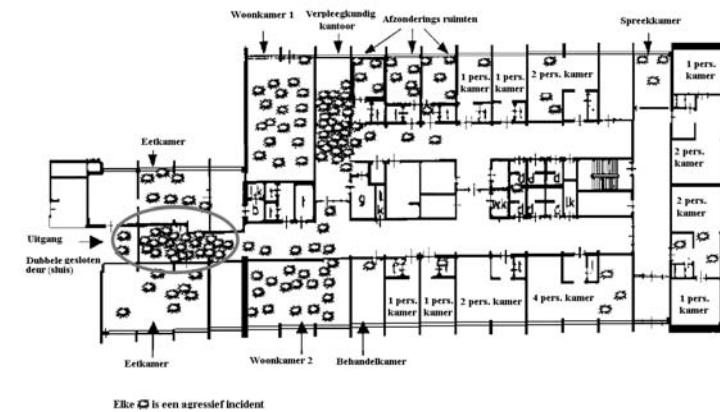 Woonkamer 1
Verpleegkundig
kantoor
Afzonderings ruimten
Spreekkamer
1 pers.
kamer
1 pers.
kamer
2 pers. kamer
1 pers.
kamer
Eetkamer
2 pers.
kamer
2 pers.
kamer
Uitgang
Dubbele gesloten
deur (sluis)
1 pers.
kamer
1 pers.
kamer
2 pers. kamer
4 pers. kamer
1 pers.
kamer
Eetkamer
Woonkamer 2
Behandelkamer
Elke is een agressief incident